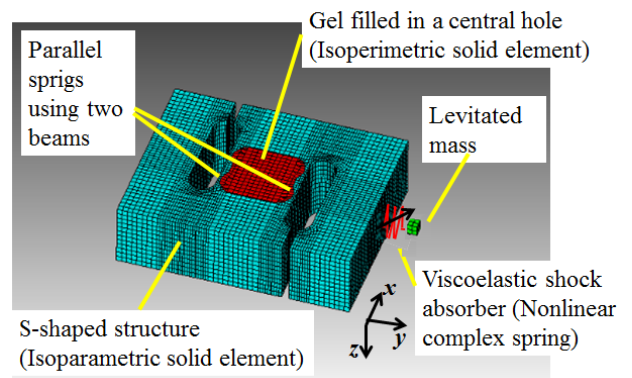 Gel filled in a central hole
(Isoperimetric solid element)
Parallel
sprigs
using two
beams
Levitated
mass
Viscoelastic shock
absorber (Nonlinear
complex spring)
x
y
z
S-shaped structure
(Isoparametric solid element)